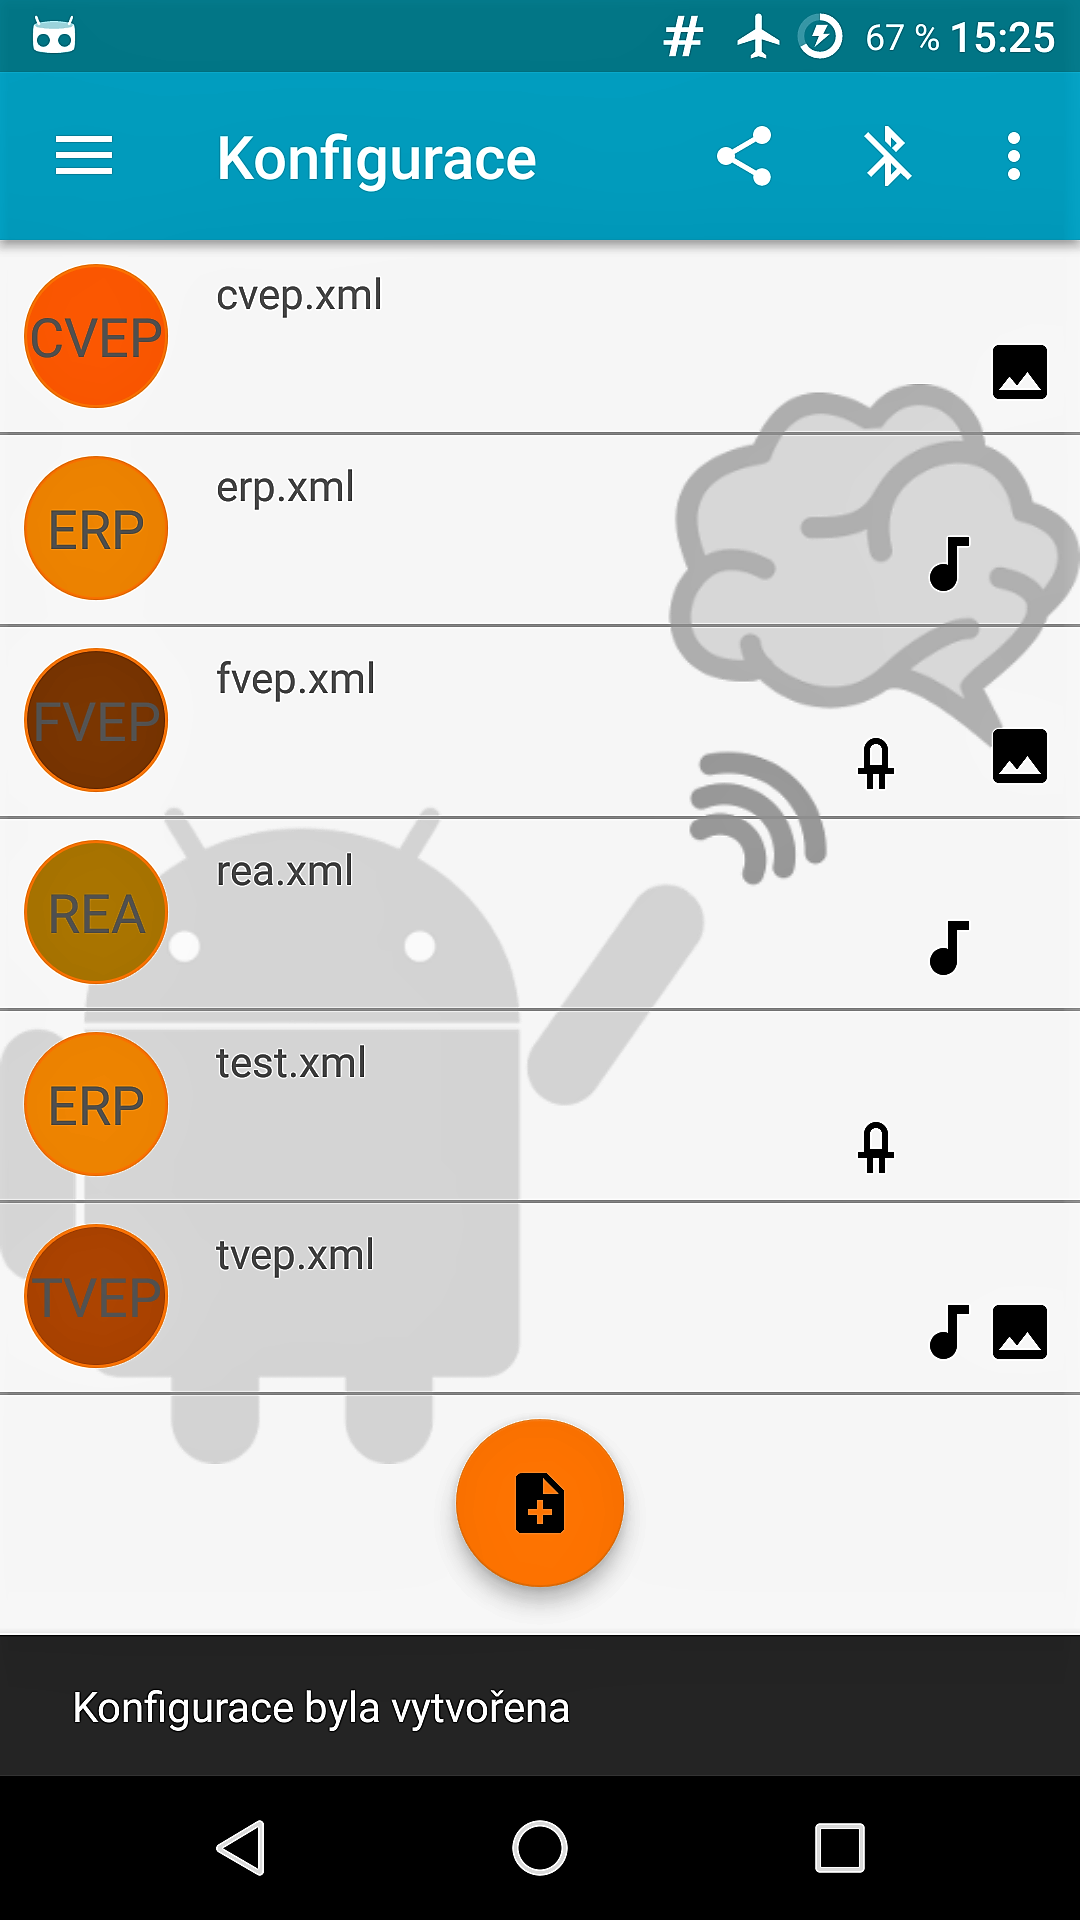 # 67 % 15:25
Konfigurace
CVEP cvep.xml
ERP erp.xml
FVEP fvep.xml
REA rea.xml
ERP test.xml
TVEP tvep.xml
Konfigurace byla vytvořena